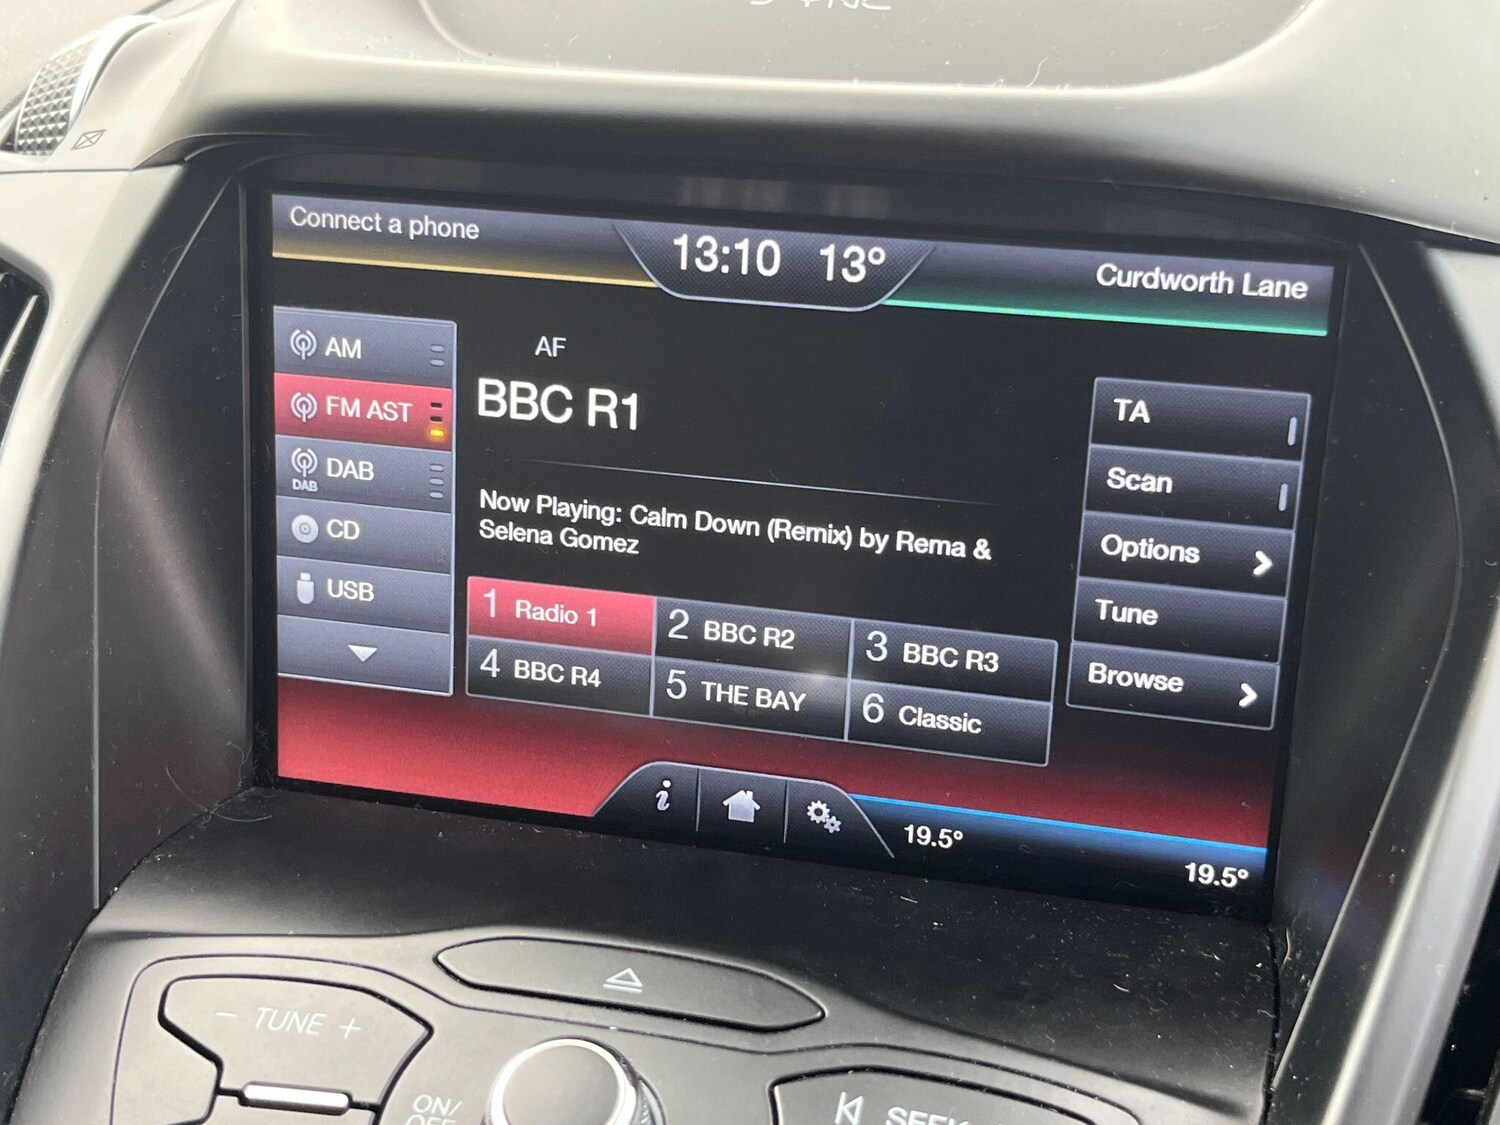 Connect a phone
13:10 13°
Curdworth Lane
AM
FM AST
DAB
DAB
CD
USB
AF
BBC R1
Now Playing: Calm Down (Remix) by Rema &
Selena Gomez
1 Radio 1
2 BBC R2
3 BBC R3
4 BBC R4
5 THE BAY
6 Classic
TA
Scan
Options
Tune
Browse
i
19.5°
19.5°
- TUNE +
ON/
OFF
SEEK